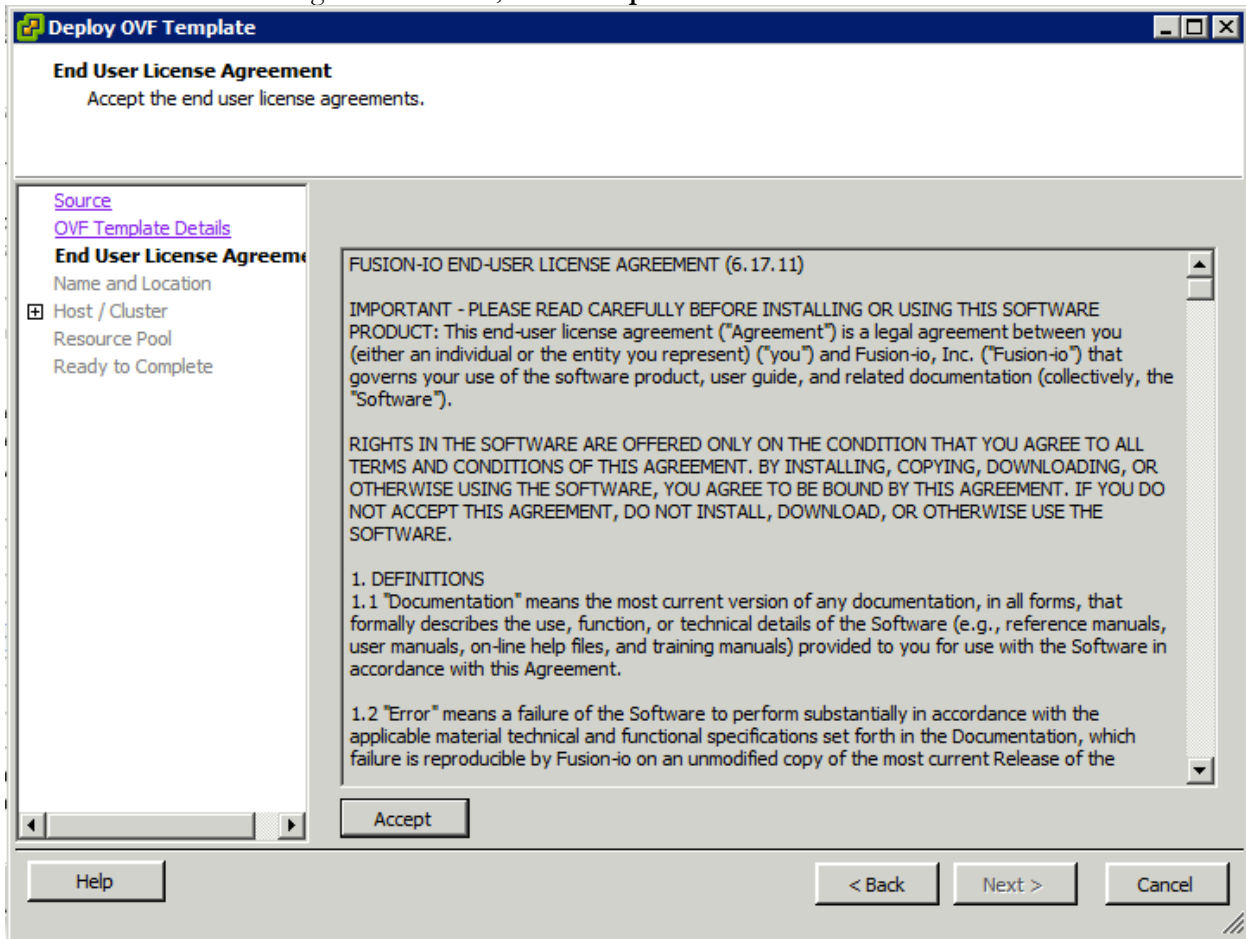 Deploy OVF Template
End User License Agreement
Accept the end user license agreements.
Source
OVF Template Details
End User License Agreeme
Name and Location
Host / Cluster
Resource Pool
Ready to Complete
FUSION-IO END-USER LICENSE AGREEMENT (6.17.11)
IMPORTANT - PLEASE READ CAREFULLY BEFORE INSTALLING OR USING THIS SOFTWARE
PRODUCT: This end-user license agreement ("Agreement") is a legal agreement between you
(either an individual or the entity you represent) ("you") and Fusion-io, Inc. ("Fusion-io") that
governs your use of the software product, user guide, and related documentation (collectively, the
"Software").
RIGHTS IN THE SOFTWARE ARE OFFERED ONLY ON THE CONDITION THAT YOU AGREE TO ALL
TERMS AND CONDITIONS OF THIS AGREEMENT. BY INSTALLING, COPYING, DOWNLOADING, OR
OTHERWISE USING THE SOFTWARE, YOU AGREE TO BE BOUND BY THIS AGREEMENT. IF YOU DO
NOT ACCEPT THIS AGREEMENT, DO NOT INSTALL, DOWNLOAD, OR OTHERWISE USE THE
SOFTWARE.
1. DEFINITIONS
1.1 "Documentation" means the most current version of any documentation, in all forms, that
formally describes the use, function, or technical details of the Software (e.g., reference manuals,
user manuals, on-line help files, and training manuals) provided to you for use with the Software in
accordance with this Agreement.
1.2 "Error" means a failure of the Software to perform substantially in accordance with the
applicable material technical and functional specifications set forth in the Documentation, which
failure is reproducible by Fusion-io on an unmodified copy of the most current Release of the
Accept
Help
< Back
Next >
Cancel